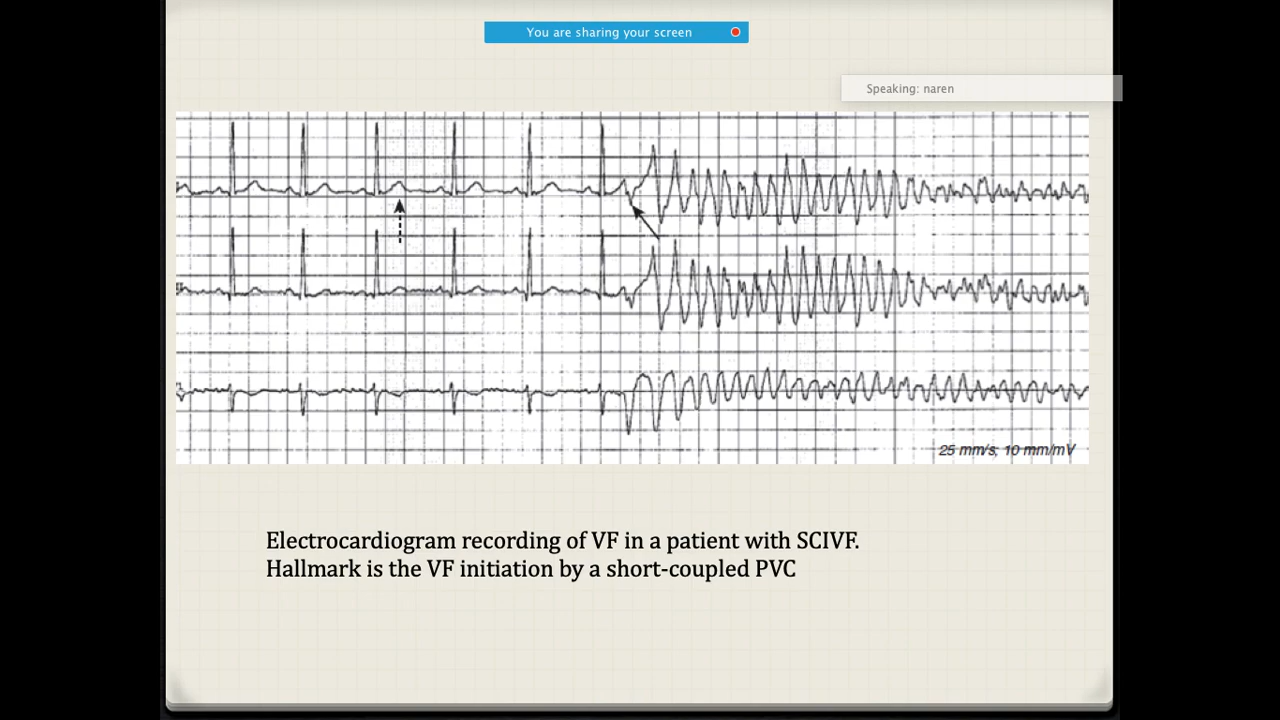 You are sharing your screen
Speaking: naren
25 mm/s; 10 mm/mV
Electrocardiogram recording of VF in a patient with SCIVF.
Hallmark is the VF initiation by a short-coupled PVC